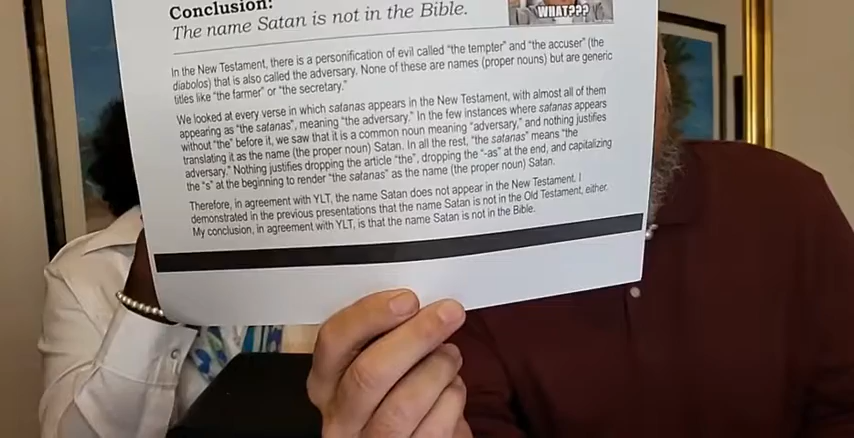 Conclusion:
The name Satan is not in the Bible.
WHAT???
In the New Testament, there is a personification of evil called "the tempter" and "the accuser" (the
diabolos) that is also called the adversary. None of these are names (proper nouns) but are generic
titles like "the farmer" or "the secretary."
We looked at every verse in which satanas appears in the New Testament, with almost all of them
appearing as "the satanas", meaning "the adversary." In the few instances where satanas appears
without "the" before it, we saw that it is a common noun meaning "adversary," and nothing justifies
translating it as the name (the proper noun) Satan. In all the rest, "the satanas" means "the
adversary." Nothing justifies dropping the article "the", dropping the "-as" at the end, and capitalizing
the "s" at the beginning to render "the satanas" as the name (the proper noun) Satan.
Therefore, in agreement with YLT, the name Satan does not appear in the New Testament. I
demonstrated in the previous presentations that the name Satan is not in the Old Testament, either.
My conclusion, in agreement with YLT, is that the name Satan is not in the Bible.